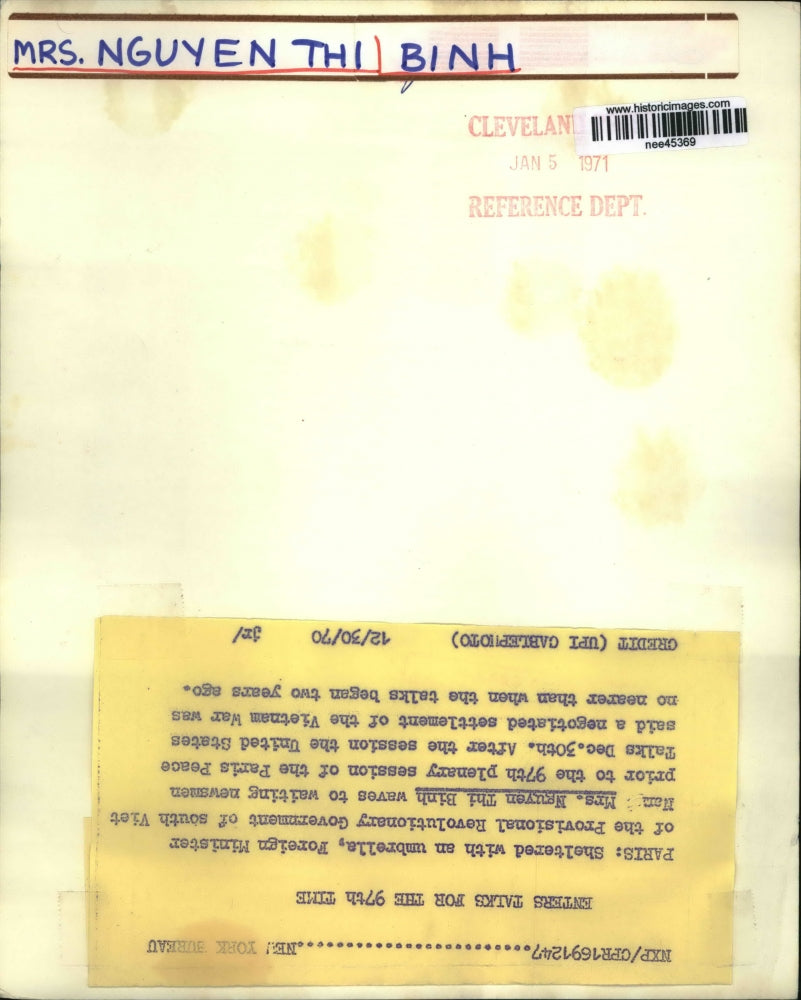 MRS. NGUYEN THI | BINH
CLEVELAN
www.historicimages.com
nee45369
JAN 5 1971
REFERENCE DEPT.
NXP/CPR1691247..............................NEW YORK BUREAU
ENTERS TALKS FOR THE 97th TIME
PARIS: Sheltered with an umbrella, Foreign Minister
of the Provisional Revolutionary Government of south Viet
Nam Mrs. Nguyen Thi Binh waves to waiting newsmen
prior to the 97th plenary session of the Paris Peace
Talks Dec.30th. After the session the United States
said a negotiated settlement of the Vietnam War was
no nearer than when the talks began two years ago.
CREDIT (UPI CABLEPHOTO) 12/30/70 jr/